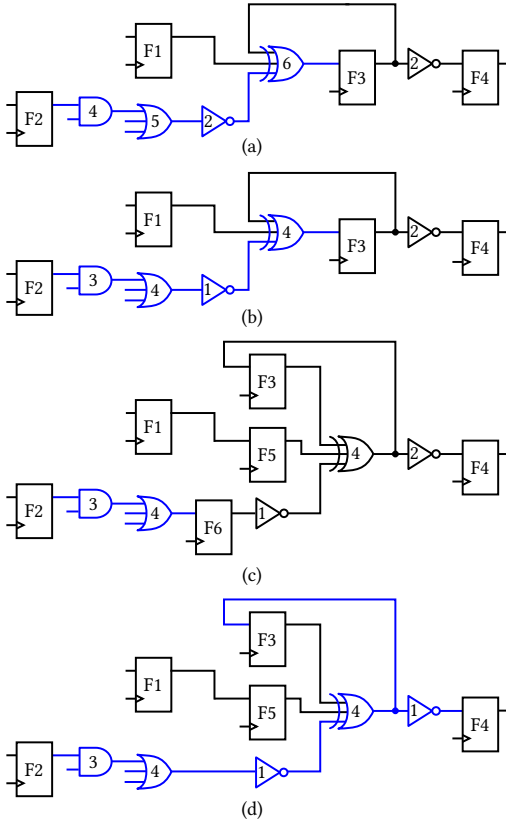 F1 6 F3 2 F4
F2 4 5 2
(a)
F1 4 F3 2 F4
F2 3 4 1
(b)
F3
F1 F5 4 2 F4
F2 3 4 F6 1
(c)
F3
F1 F5 4 1 F4
F2 3 4 1
(d)